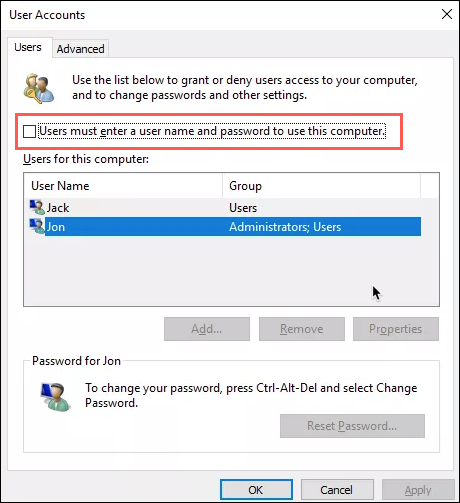 User Accounts
Users
Advanced
Use the list below to grant or deny users access to your computer,
and to change passwords and other settings.
Users must enter a user name and password to use this computer.
Users for this computer:
User Name Group
Jack Users
Jon Administrators; Users
Add... Remove Properties
Password for Jon
To change your password, press Ctrl-Alt-Del and select Change
Password.
Reset Password...
OK Cancel Apply